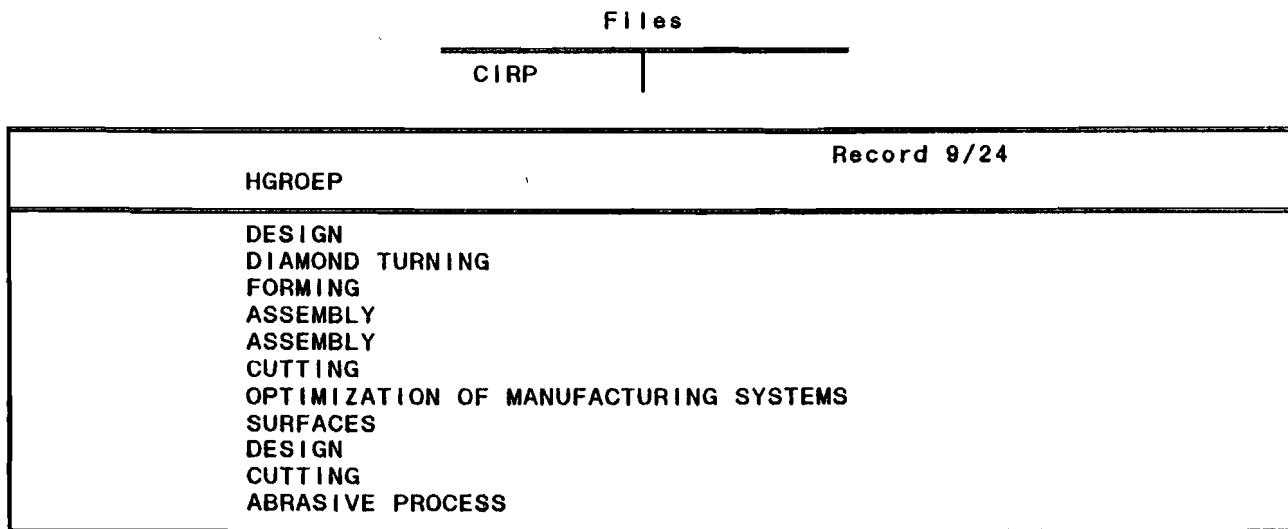 Files
CIRP
Record 9/24
HGROEP
DESIGN
DIAMOND TURNING
FORMING
ASSEMBLY
ASSEMBLY
CUTTING
OPTIMIZATION OF MANUFACTURING SYSTEMS
SURFACES
DESIGN
CUTTING
ABRASIVE PROCESS